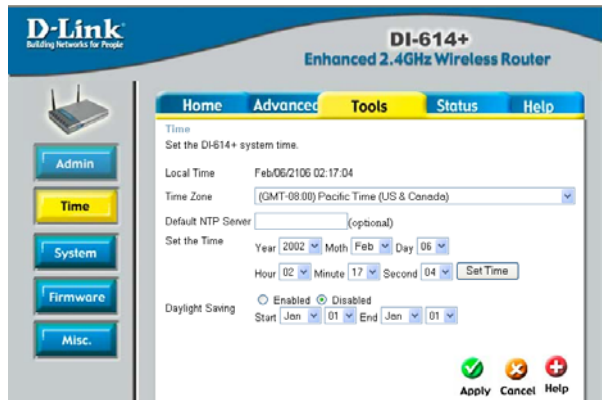 D-Link
Building Networks for People
DI-614+
Enhanced 2.4GHz Wireless Router
Home Advanced Tools Status Help
Admin
Time
System
Firmware
Misc.
Time
Set the DI-614+ system time.
Local Time Feb/06/2106 02:17:04
Time Zone (GMT-08:00) Pacific Time (US & Canada)
Default NTP Server (optional)
Set the Time Year 2002 Moth Feb Day 06
Hour 02 Minute 17 Second 04 Set Time
Daylight Saving Enabled Disabled
Start Jan 01 End Jan 01
Apply Cancel Help